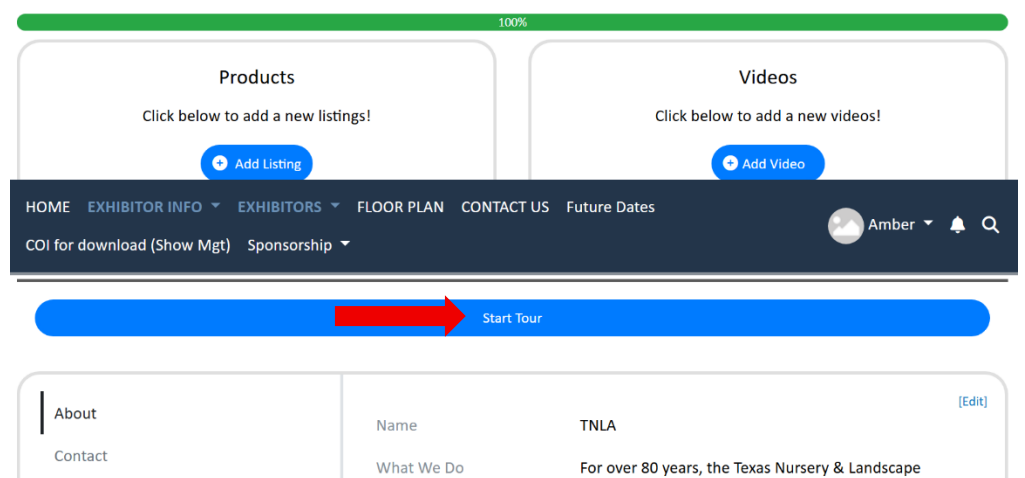 100%
Products
Click below to add a new listings!
Add Listing
Videos
Click below to add a new videos!
Add Video
HOME EXHIBITOR INFO EXHIBITORS FLOOR PLAN CONTACT US Future Dates
COI for download (Show Mgt) Sponsorship
Amber
Start Tour
About
Contact
[Edit]
Name TNLA
What We Do For over 80 years, the Texas Nursery & Landscape